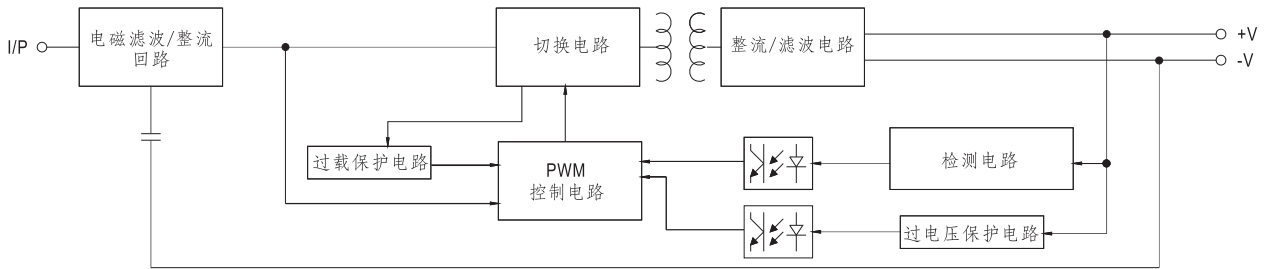 I/P
电磁滤波/整流
回路
切换电路
整流/滤波电路
+V
-V
过载保护电路
PWM
控制电路
检测电路
过电压保护电路